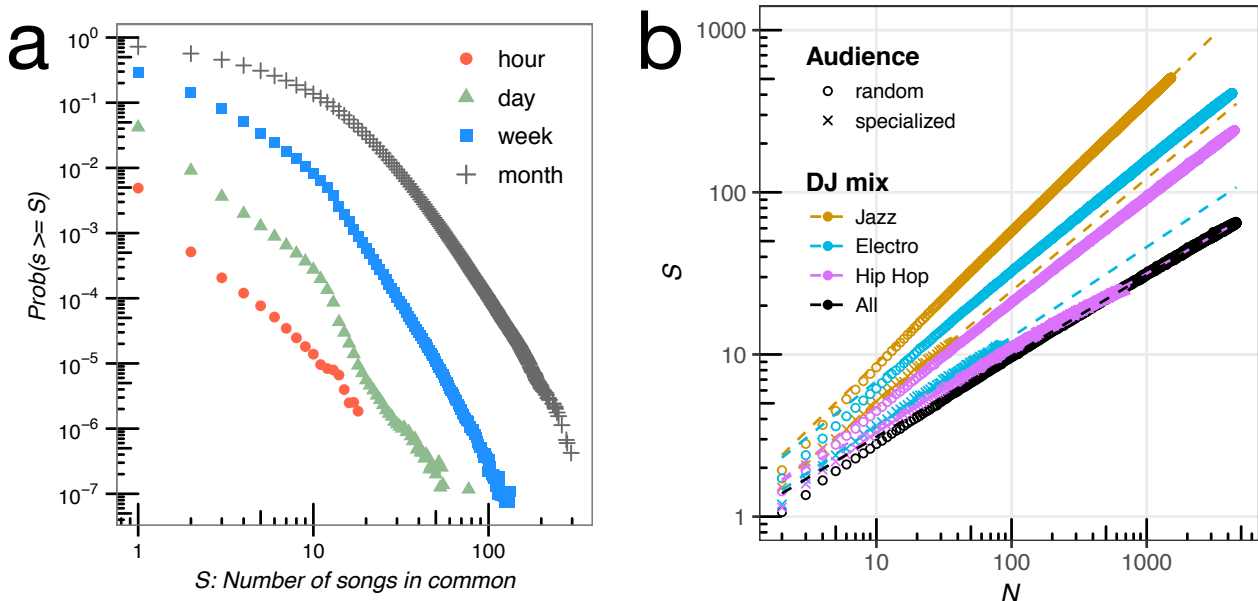 a
10^0
10^-1
10^-2
10^-3
10^-4
10^-5
10^-6
10^-7
Prob(s >= S)
1
10
100
S: Number of songs in common
hour
day
week
month
b
1000
100
10
1
S
10
100
1000
N
Audience
random
specialized
DJ mix
Jazz
Electro
Hip Hop
All